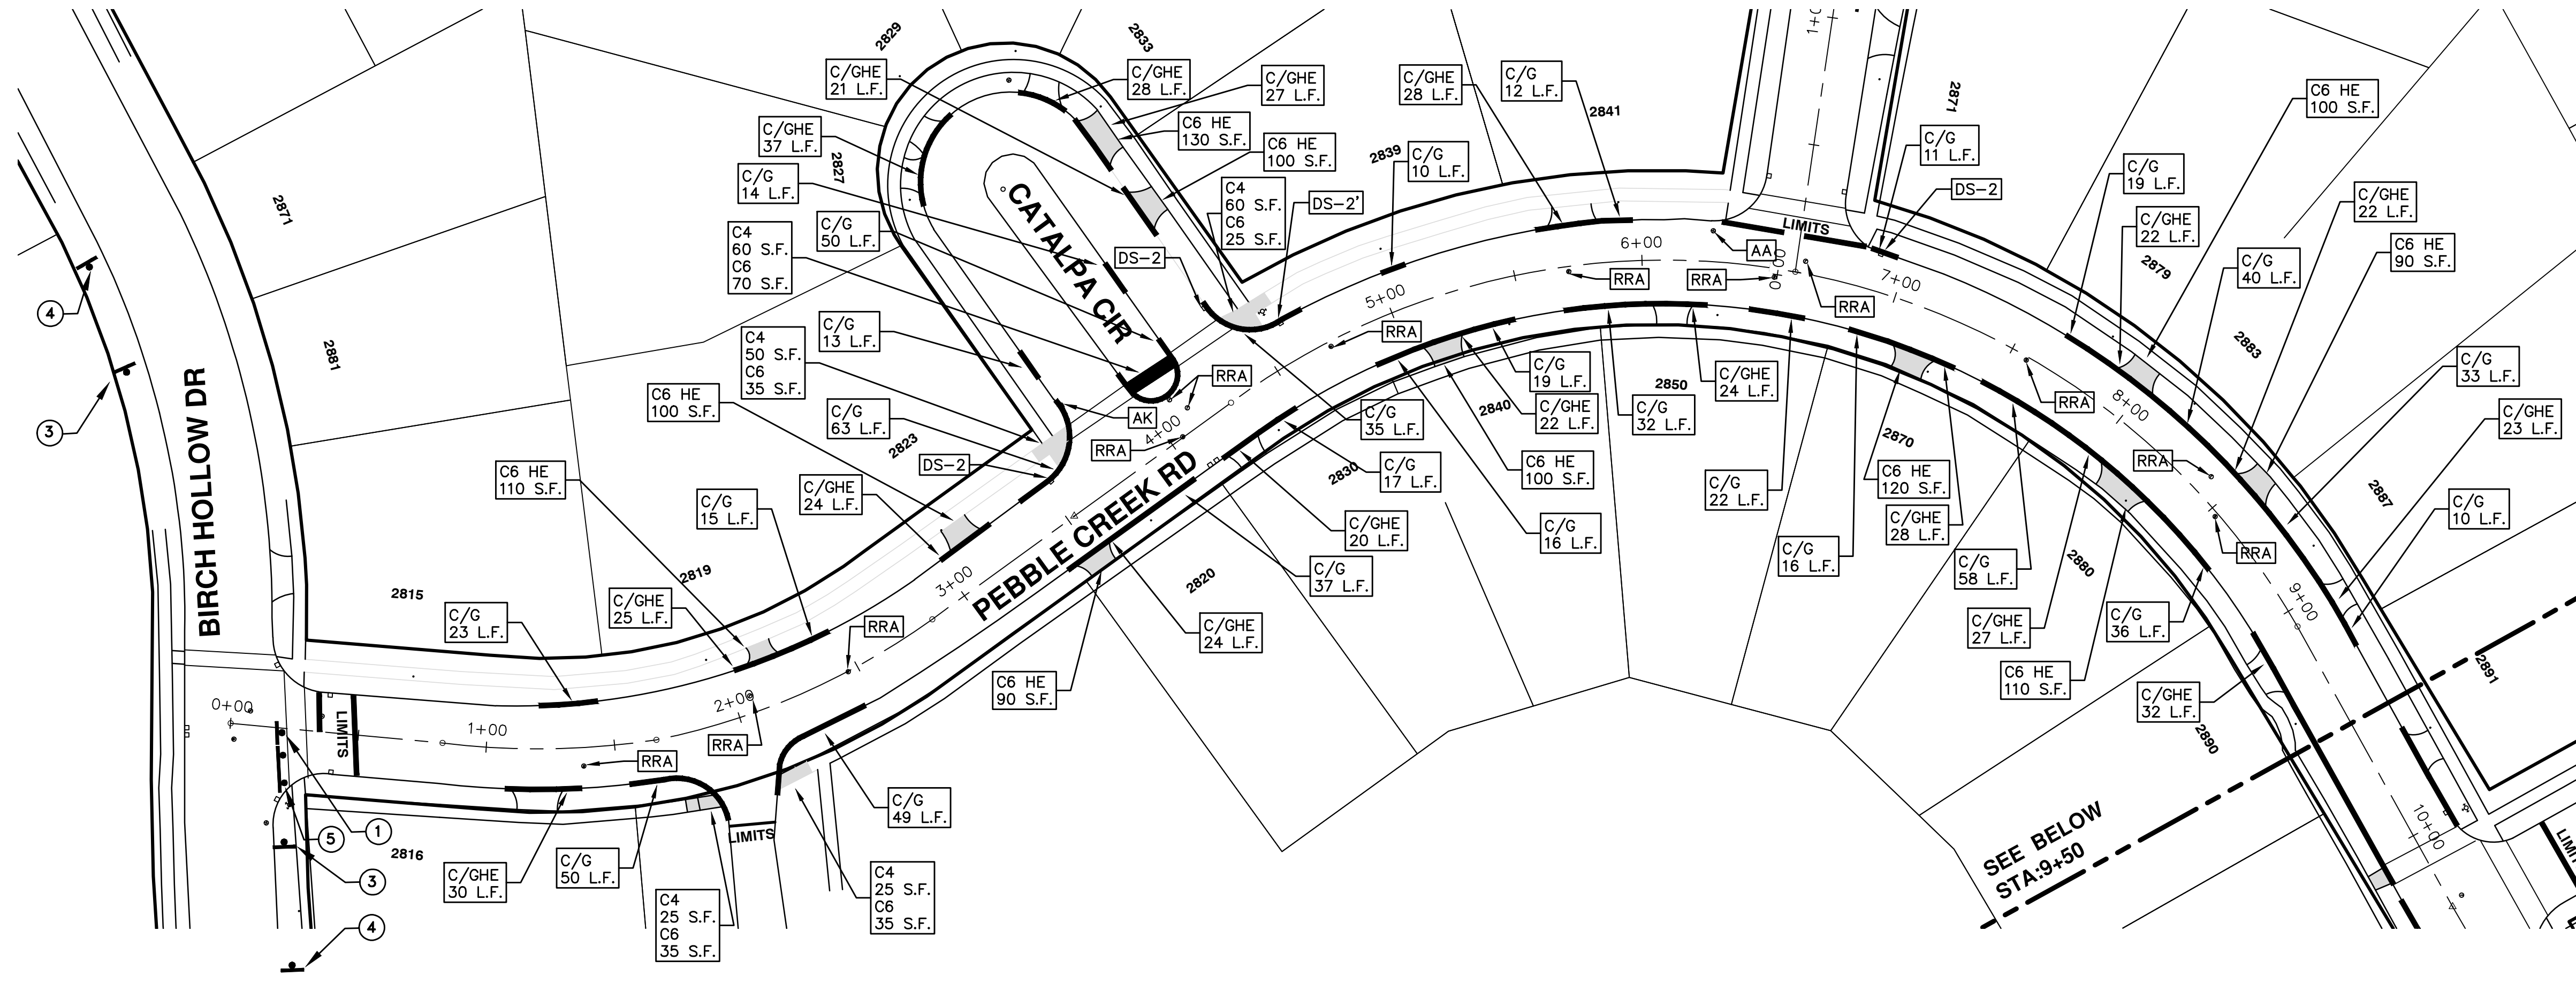 2829
2833
C/GHE
21 L.F.
C/GHE
28 L.F.
C/GHE
27 L.F.
C/GHE
28 L.F.
C/G
12 L.F.
2841
2871
C6 HE
100 S.F.
C/GHE
37 L.F.
2827
C6 HE
130 S.F.
C6 HE
100 S.F.
2839
C/G
10 L.F.
C/G
11 L.F.
C/G
19 L.F.
C/G
14 L.F.
C4
60 S.F.
C6
25 S.F.
DS-2'
DS-2
C/GHE
22 L.F.
C/GHE
22 L.F.
2871
CATALPA CIR
C/G
50 L.F.
C4
60 S.F.
C6
70 S.F.
DS-2
LIMITS
AA
6+00
0+00
RRA
RRA
RRA
7+00
2879
C/G
40 L.F.
C6 HE
90 S.F.
4
5+00
RRA
2881
C/G
13 L.F.
C4
50 S.F.
C6
35 S.F.
RRA
2883
C/G
33 L.F.
3
BIRCH HOLLOW DR
C6 HE
100 S.F.
C/G
63 L.F.
AK
4+00
RRA
2823
DS-2
C/G
35 L.F.
C/G
19 L.F.
C/GHE
22 L.F.
2840
2850
C/G
32 L.F.
C/GHE
24 L.F.
RRA
8+00
RRA
C/GHE
23 L.F.
C6 HE
110 S.F.
C/G
15 L.F.
C/GHE
24 L.F.
2830
C/G
17 L.F.
C6 HE
100 S.F.
C/G
22 L.F.
2870
C6 HE
120 S.F.
C/GHE
28 L.F.
2887
C/G
10 L.F.
C/GHE
20 L.F.
C/G
16 L.F.
C/G
16 L.F.
C/G
58 L.F.
RRA
PEBBLE CREEK RD
3+00
2819
2820
C/G
37 L.F.
2880
9+00
2815
C/G
23 L.F.
C/GHE
25 L.F.
RRA
C/GHE
24 L.F.
C/GHE
27 L.F.
C/G
36 L.F.
C6 HE
90 S.F.
C6 HE
110 S.F.
C/GHE
32 L.F.
2891
0+00
LIMITS
1+00
2+00
RRA
RRA
2890
5
1
2816
LIMITS
C/G
49 L.F.
10+00
SEE BELOW
STA:9+50
3
C/GHE
30 L.F.
C/G
50 L.F.
C4
25 S.F.
C6
35 S.F.
C4
25 S.F.
C6
35 S.F.
4